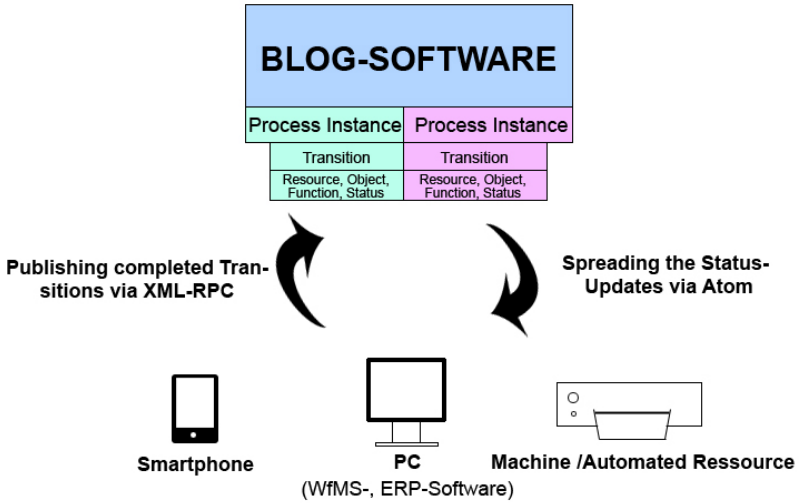 BLOG-SOFTWARE
Process Instance
Process Instance
Transition
Transition
Resource, Object,
Function, Status
Resource, Object,
Function, Status
Publishing completed Tran-
sitions via XML-RPC
Spreading the Status-
Updates via Atom
Smartphone
PC
(WfMS-, ERP-Software)
Machine /Automated Ressource